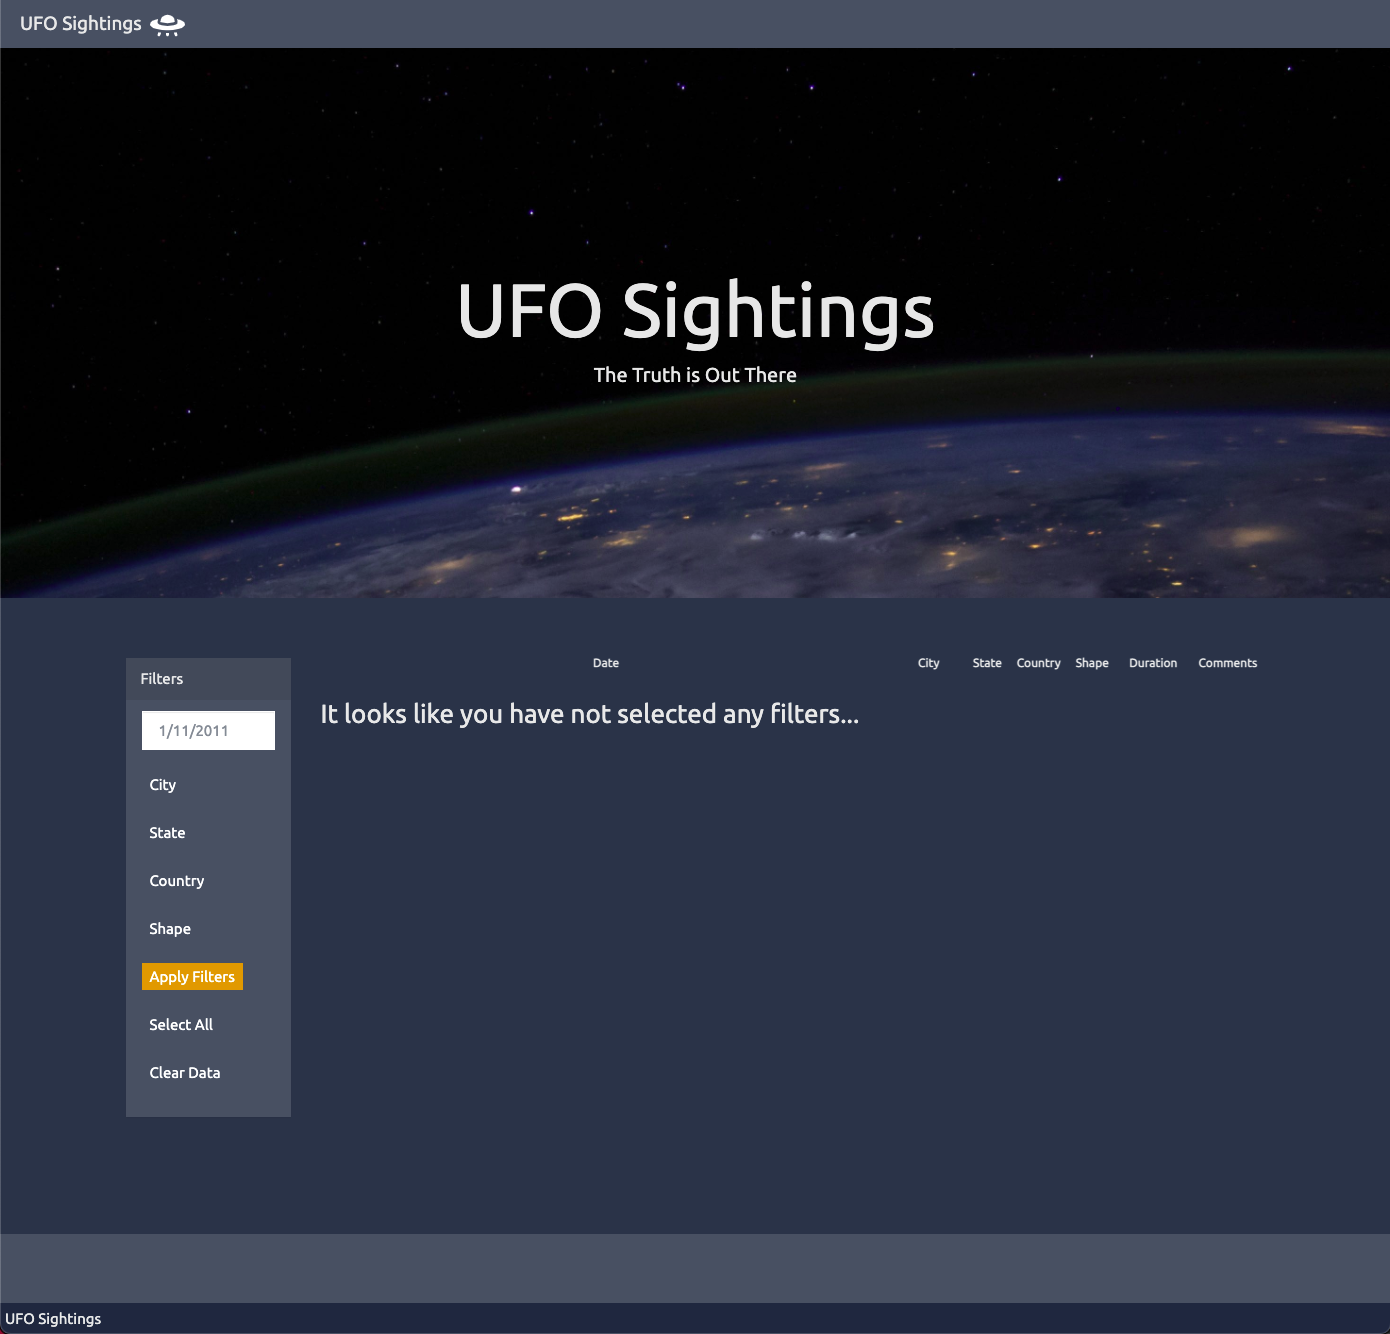 UFO Sightings
UFO Sightings
The Truth is Out There
Filters
1/11/2011
City
State
Country
Shape
Apply Filters
Select All
Clear Data
Date City State Country Shape Duration Comments
It looks like you have not selected any filters...
UFO Sightings